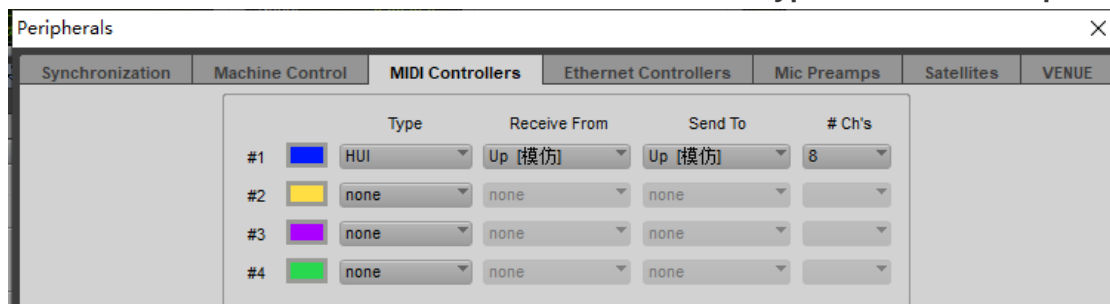 Peripherals
Synchronization Machine Control MIDI Controllers Ethernet Controllers Mic Preamps Satellites VENUE
Type Receive From Send To # Ch's
#1 HUI Up [模仿] Up [模仿] 8
#2 none none none
#3 none none none
#4 none none none